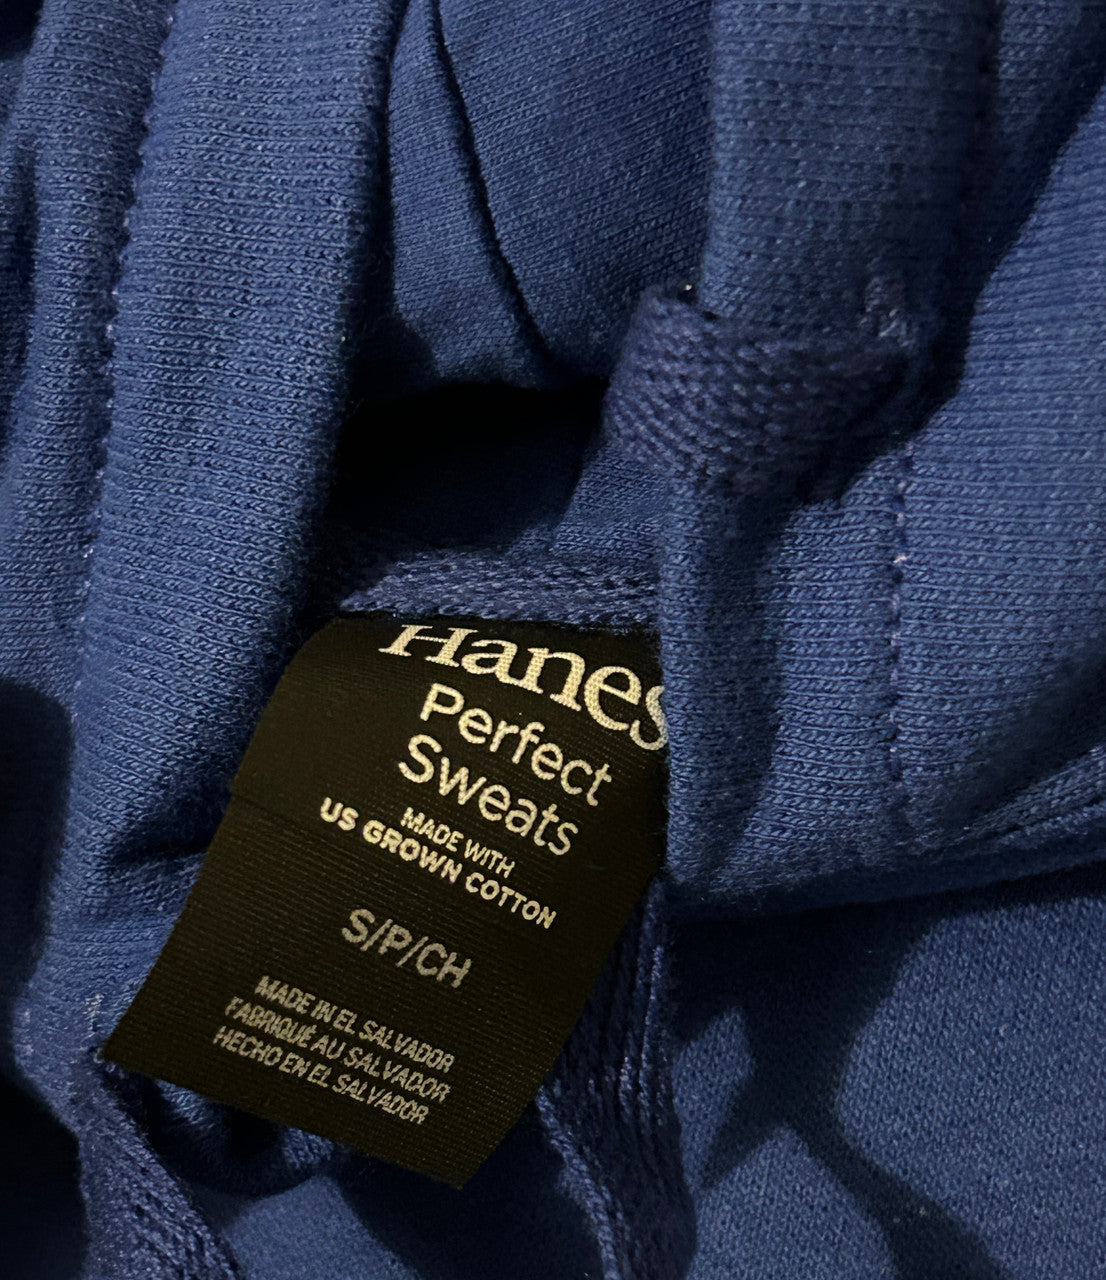 Hanes
Perfect
Sweats
MADE WITH
US GROWN COTTON
S/P/CH
MADE IN EL SALVADOR
FABRIQUÉ AU SALVADOR
HECHO EN EL SALVADOR